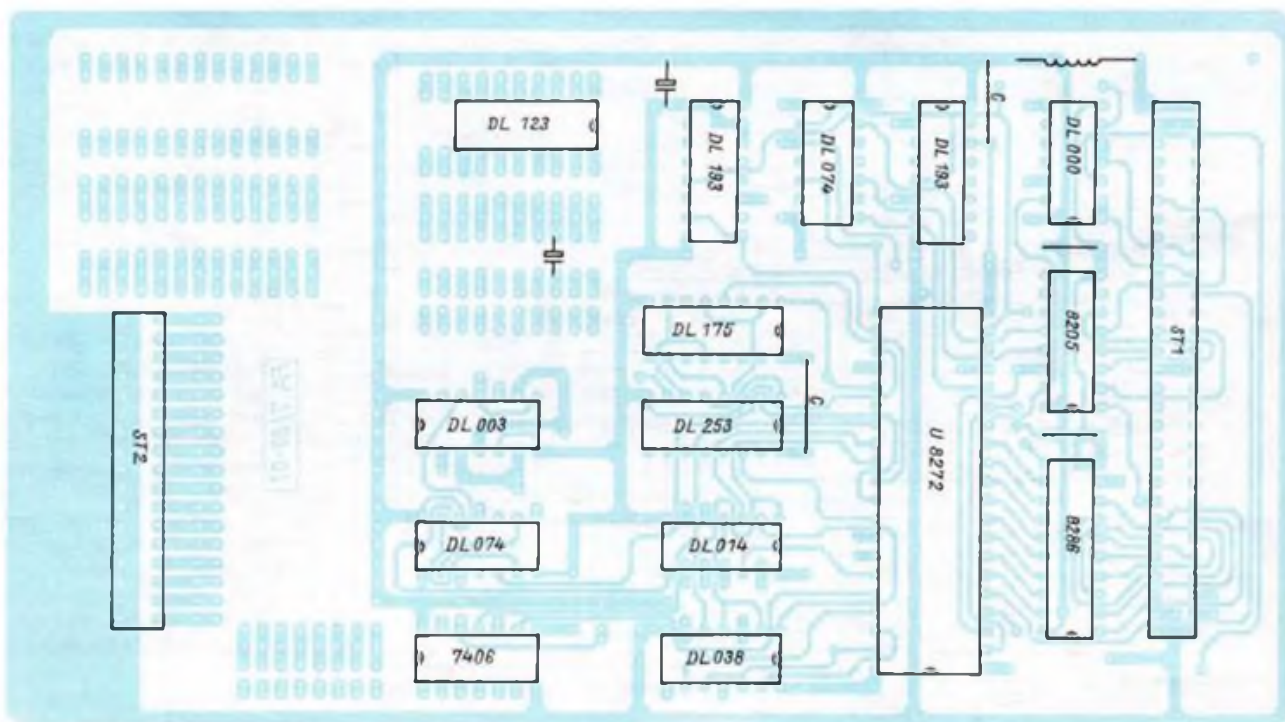 DL 123
DL 193
DL 074
DL 193
C
DL 000
ST1
8205
DL 175
C
DL 003
DL 253
U 8272
ST2
8286
DL 074
DL 014
7406
DL 038